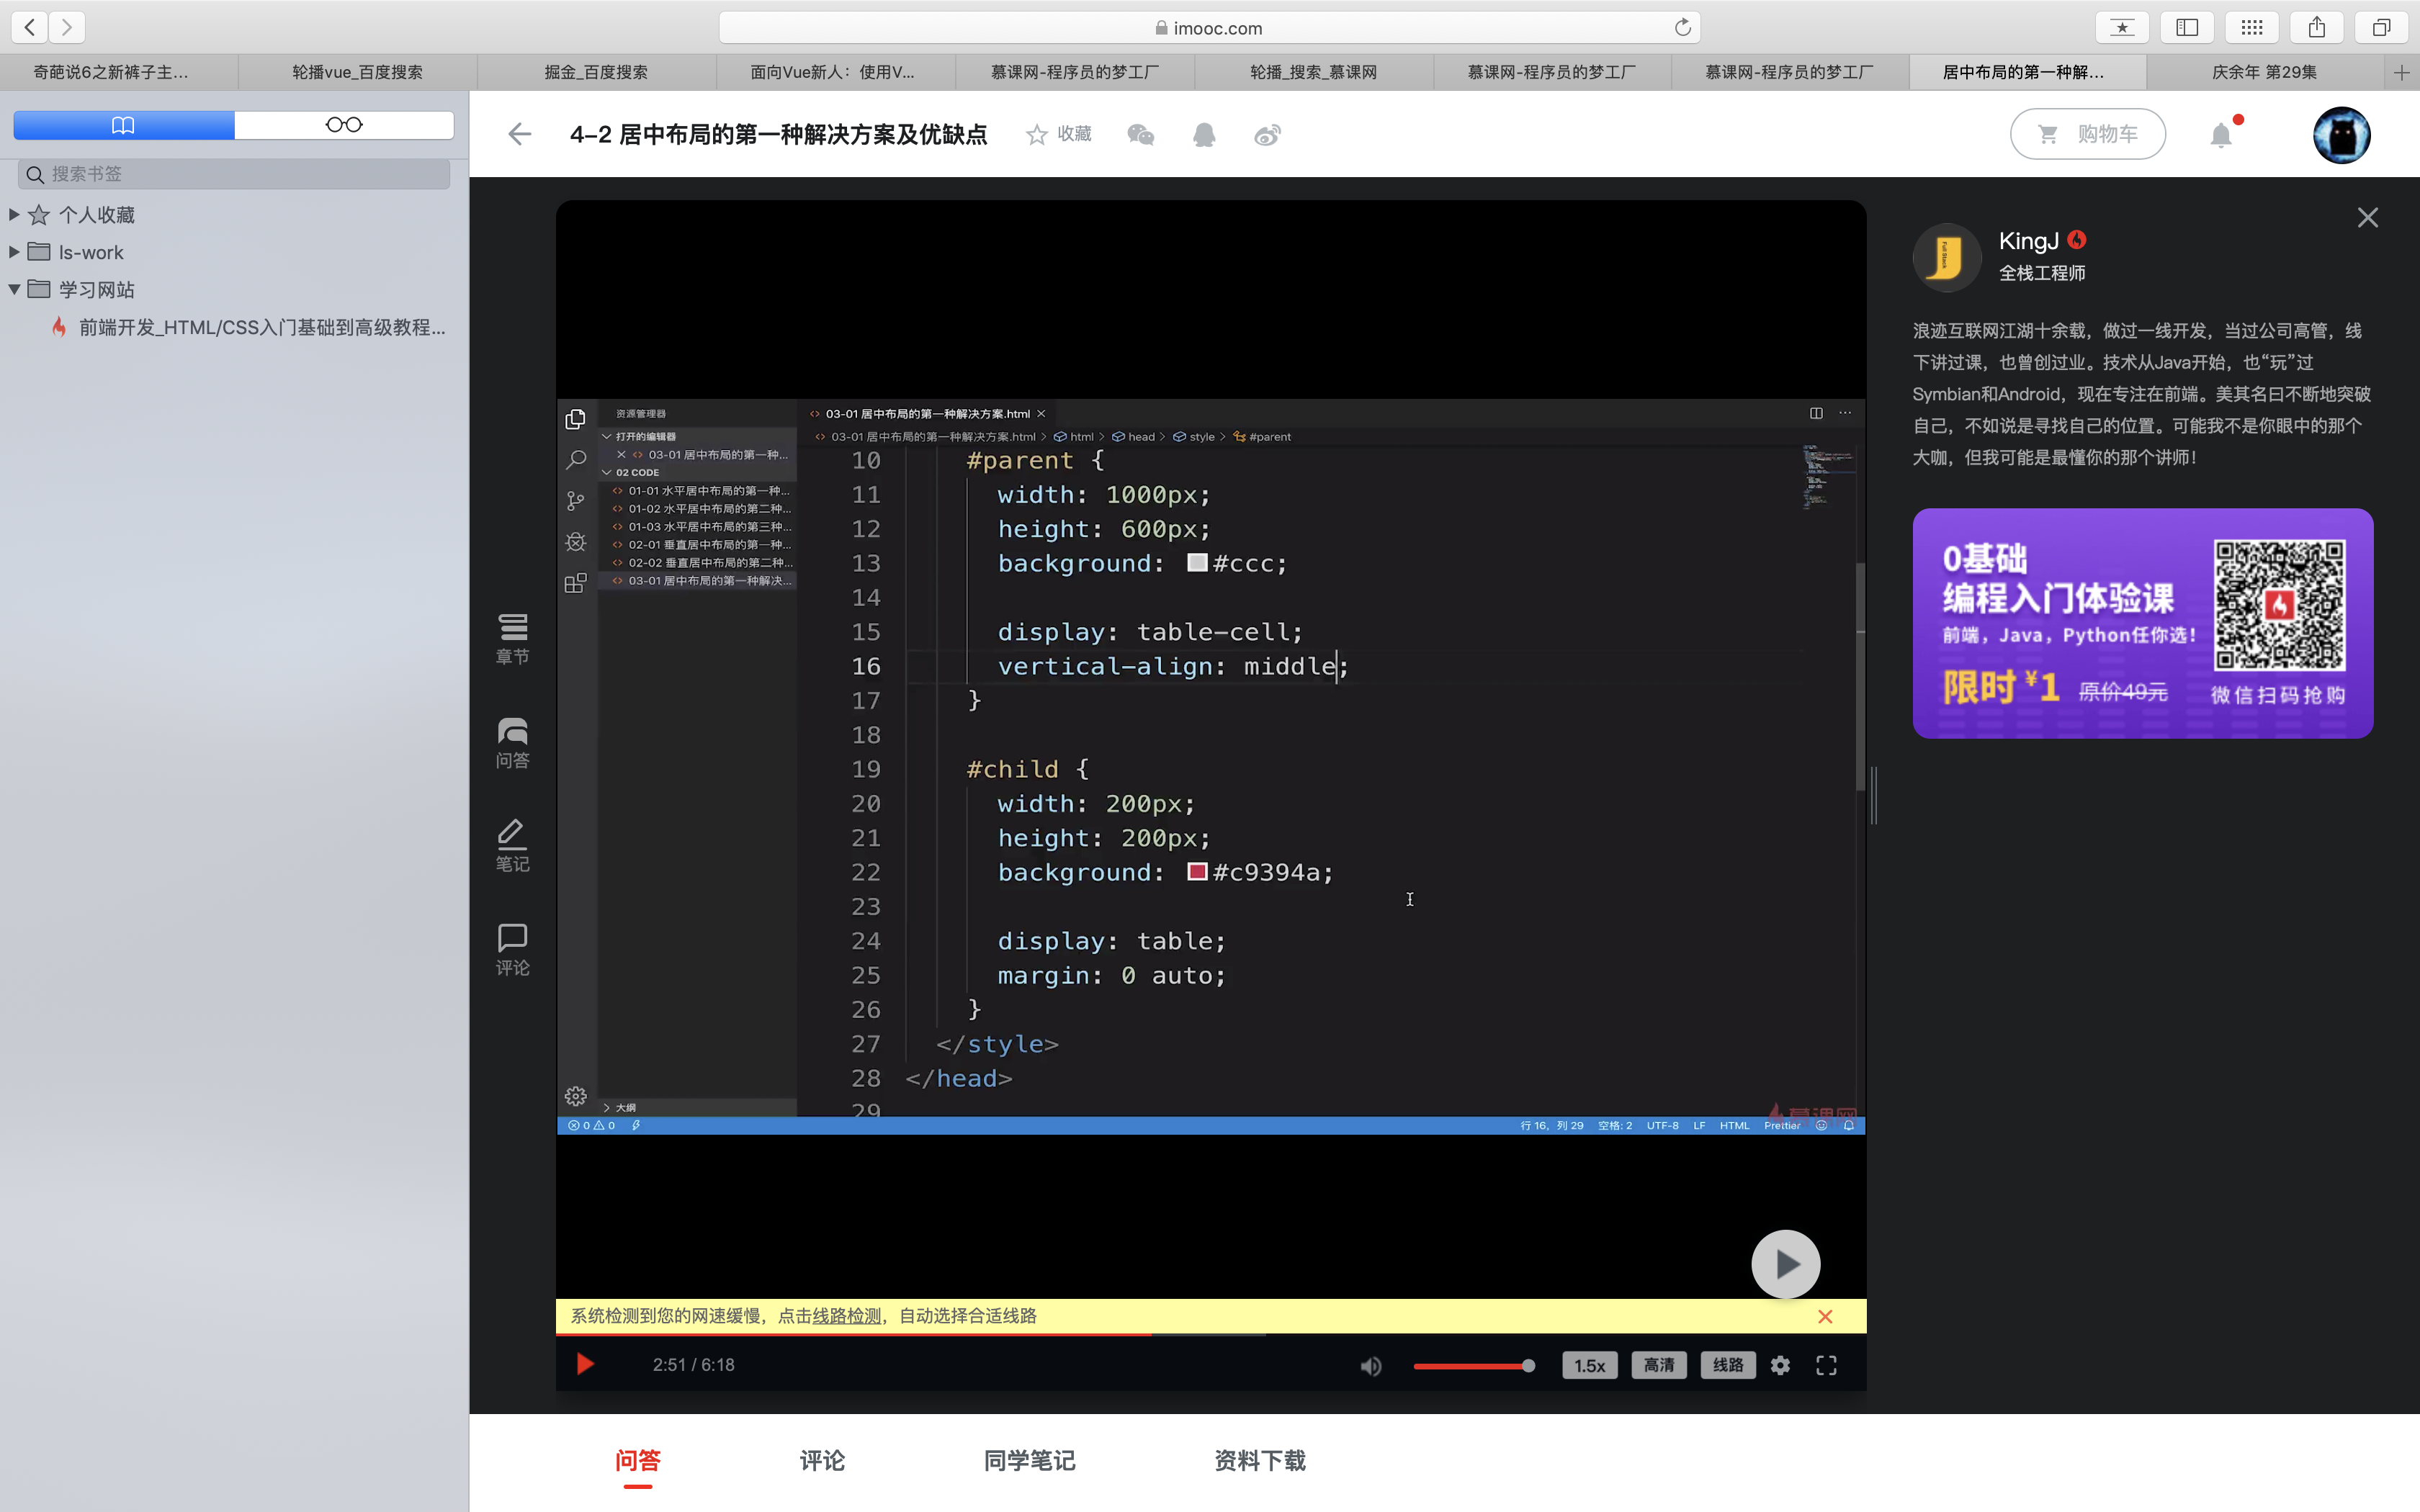 imooc.com
奇葩说6之新裤子主...
轮播vue_百度搜索
掘金_百度搜索
面向Vue新人：使用V...
慕课网-程序员的梦工厂
轮播_搜索_慕课网
慕课网-程序员的梦工厂
慕课网-程序员的梦工厂
居中布局的第一种解...
庆余年 第29集
搜索书签
个人收藏
ls-work
学习网站
前端开发_HTML/CSS入门基础到高级教程...
4-2 居中布局的第一种解决方案及优缺点
收藏
购物车
章节
问答
笔记
评论
资源管理器
打开的编辑器
03-01 居中布局的第一种...
02 CODE
01-01 水平居中布局的第一种...
01-02 水平居中布局的第二种...
01-03 水平居中布局的第三种...
02-01 垂直居中布局的第一种...
02-02 垂直居中布局的第二种...
03-01 居中布局的第一种解决...
大纲
03-01 居中布局的第一种解决方案.html
03-01 居中布局的第一种解决方案.html > html > head > style > #parent
10 #parent {
11 width: 1000px;
12 height: 600px;
13 background: #ccc;
14
15 display: table-cell;
16 vertical-align: middle;
17 }
18
19 #child {
20 width: 200px;
21 height: 200px;
22 background: #c9394a;
23
24 display: table;
25 margin: 0 auto;
26 }
27 </style>
28 </head>
29
慕课网
0 0
行 16，列 29 空格: 2 UTF-8 LF HTML Prettier
系统检测到您的网速缓慢，点击线路检测，自动选择合适线路
2:51 / 6:18
1.5x
高清
线路
KingJ
全栈工程师
Full Stack
浪迹互联网江湖十余载，做过一线开发，当过公司高管，线
下讲过课，也曾创过业。技术从Java开始，也“玩”过
Symbian和Android，现在专注在前端。美其名曰不断地突破
自己，不如说是寻找自己的位置。可能我不是你眼中的那个
大咖，但我可能是最懂你的那个讲师！
0基础
编程入门体验课
前端，Java，Python任你选！
限时¥1 原价49元
微信扫码抢购
问答
评论
同学笔记
资料下载